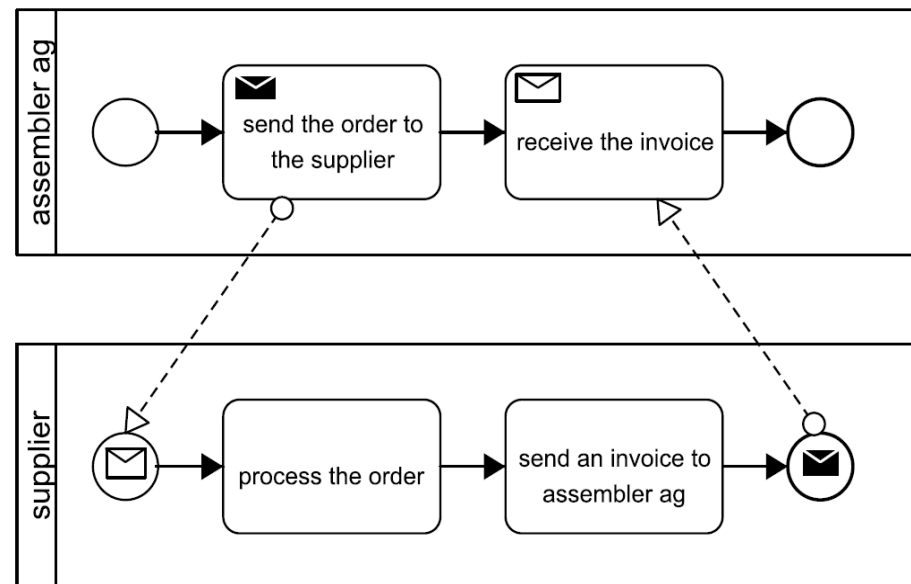 assembler ag
send the order to
the supplier
receive the invoice
supplier
process the order
send an invoice to
assembler ag